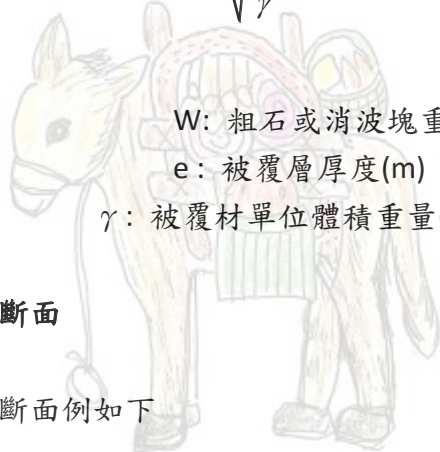 γ
W: 粗石或消波塊重
e : 被覆層厚度(m)
γ : 被覆材單位體積重量
斷面
斷面例如下